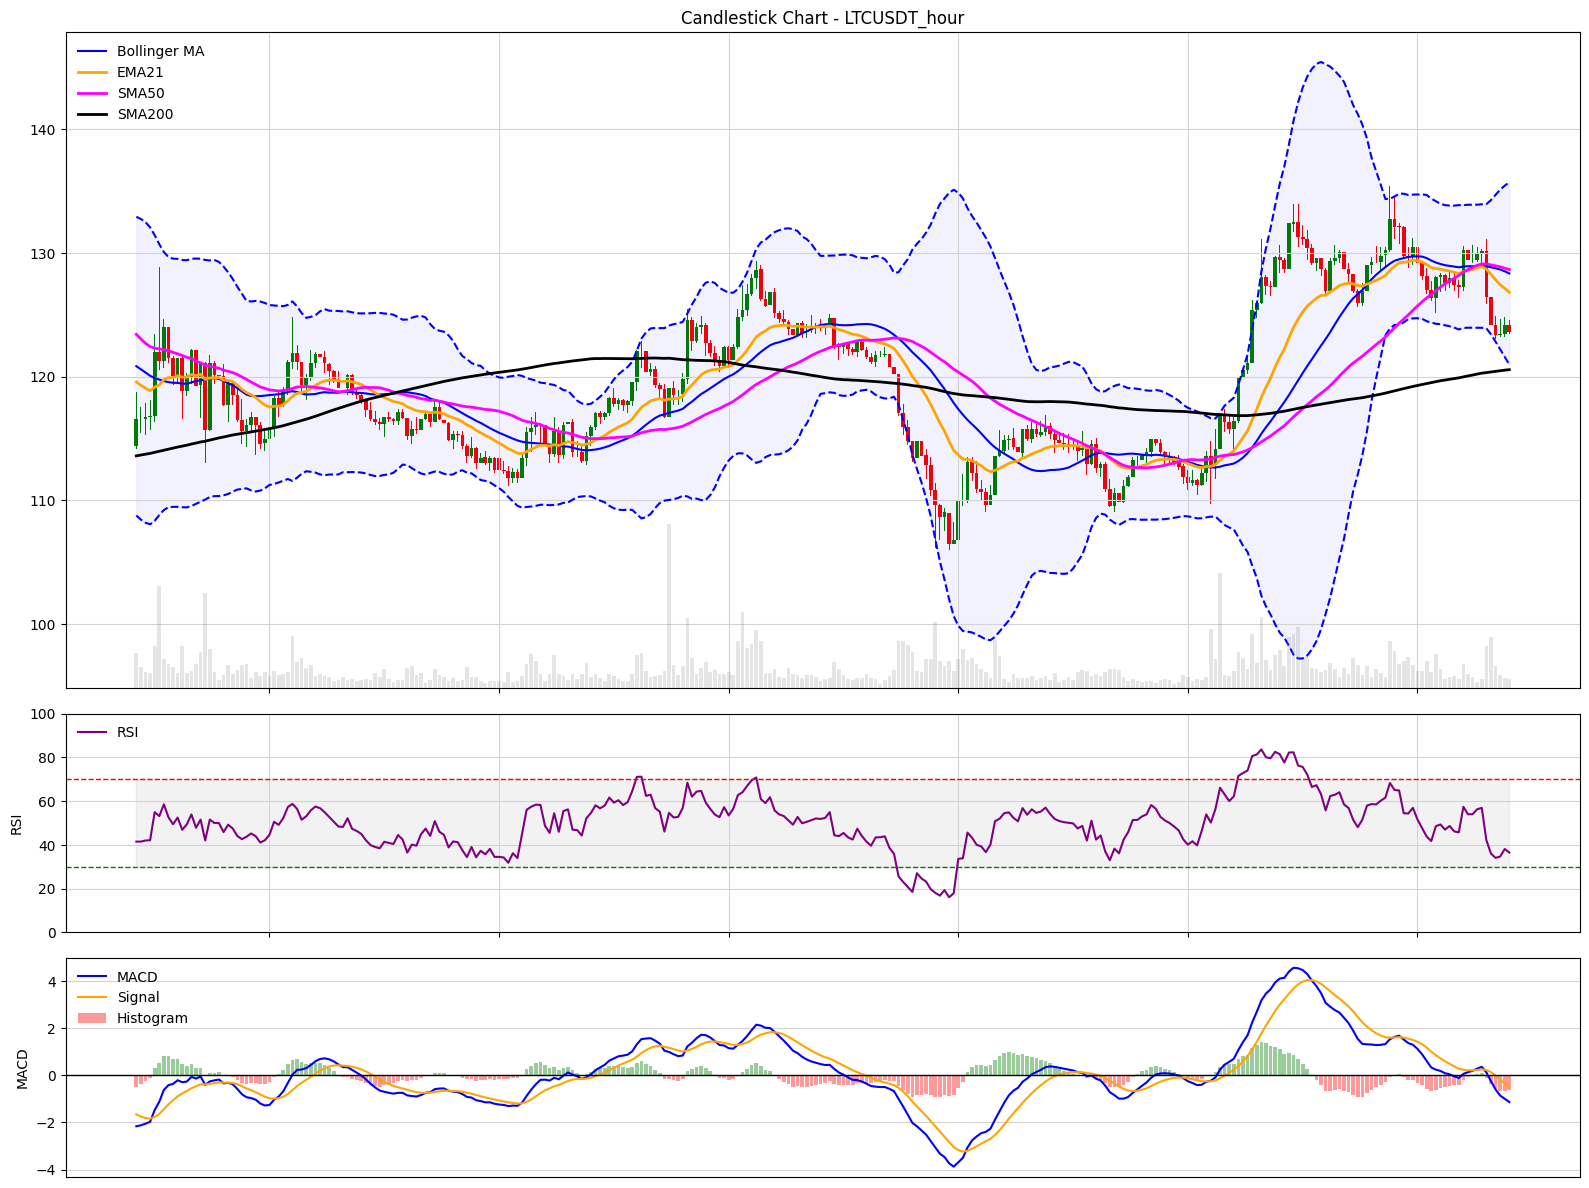 Candlestick Chart - LTCUSDT_hour
Bollinger MA
EMA21
SMA50
SMA200
140
130
120
110
100
100
80
60
40
20
0
RSI
RSI
4
2
0
−2
−4
MACD
MACD
Signal
Histogram